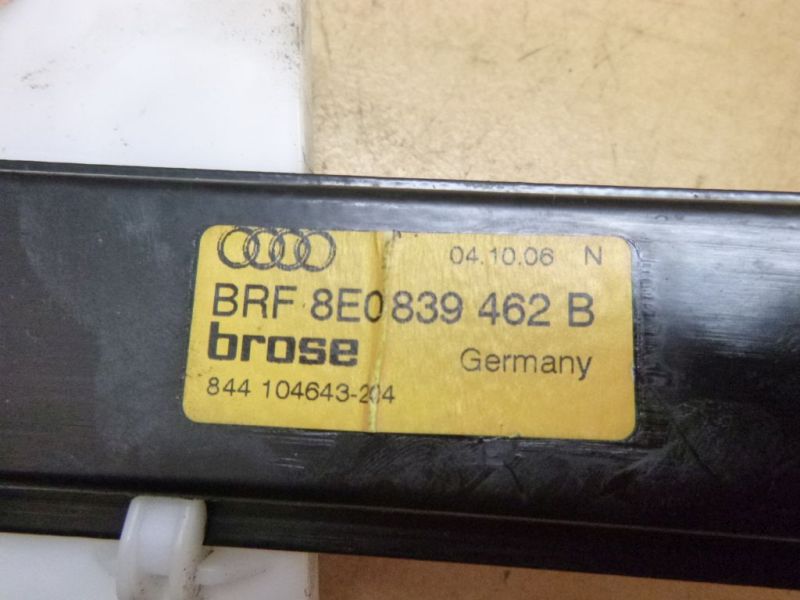 04.10.06 N
BRF 8E0 839 462 B
brose Germany
844 104643-204